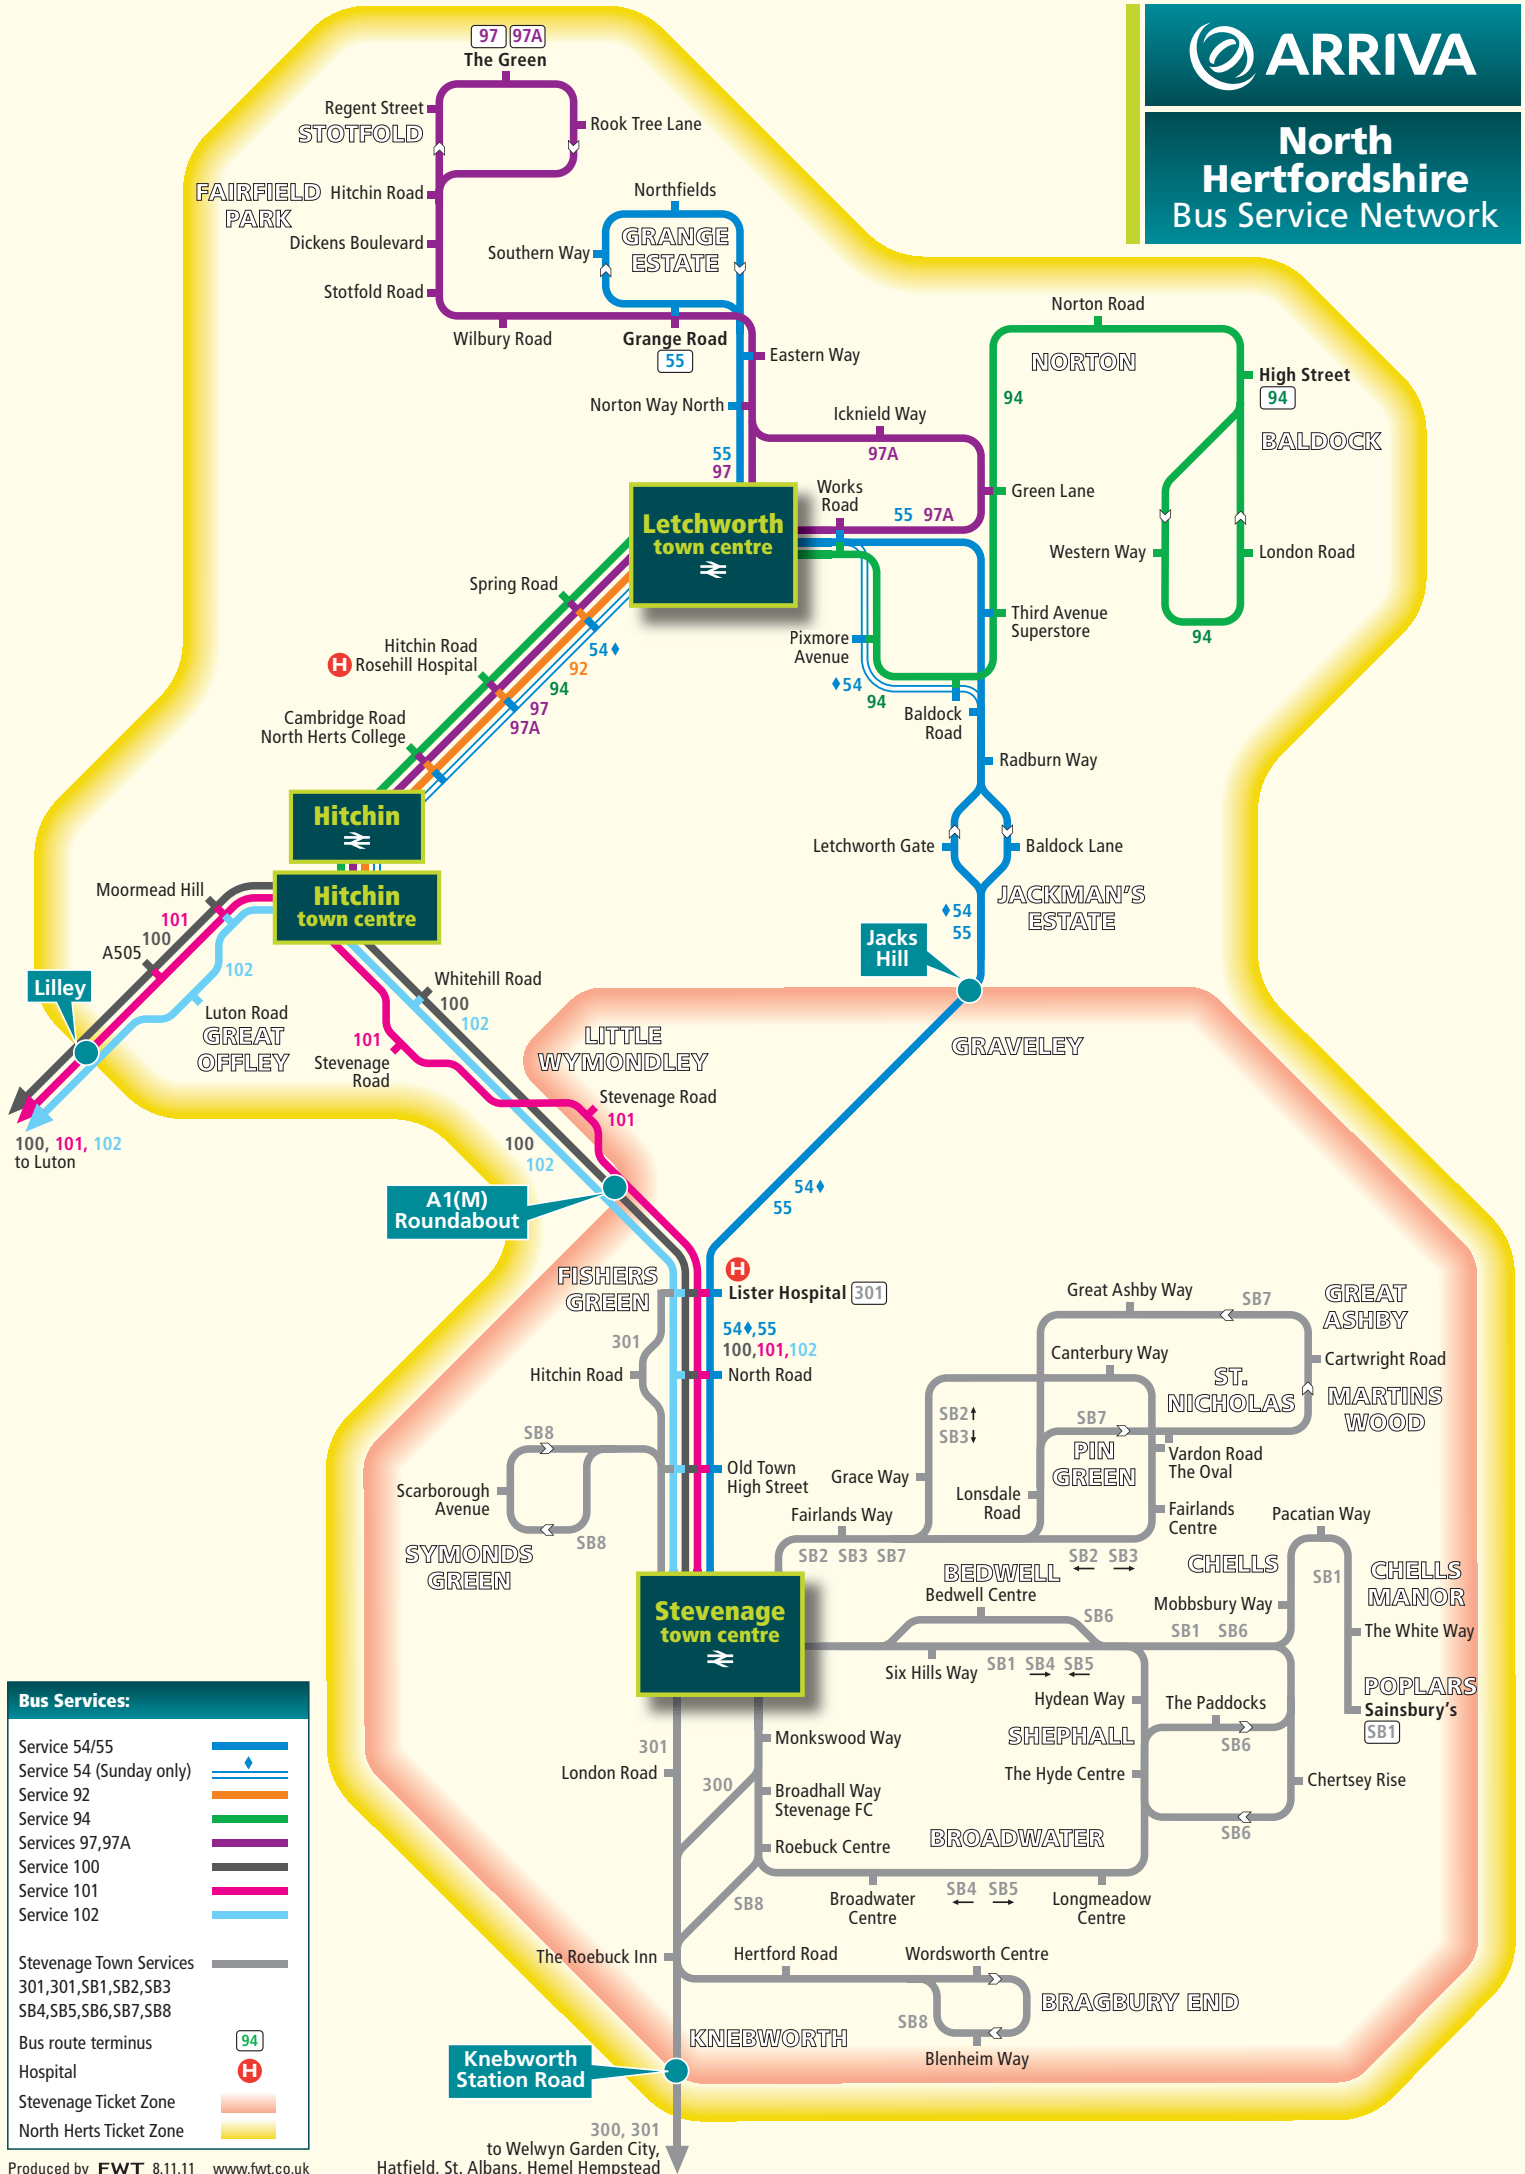 ARRIVA
North
Hertfordshire
Bus Service Network
97 97A
The Green
Regent Street
STOTFOLD
Rook Tree Lane
FAIRFIELD
PARK
Hitchin Road
Dickens Boulevard
Stotfold Road
Wilbury Road
Northfields
GRANGE
ESTATE
Southern Way
Grange Road
55
Eastern Way
Norton Way North
55
97
Icknield Way
97A
Norton Road
NORTON
94
High Street
94
BALDOCK
Green Lane
Western Way
London Road
94
Works
Road
55 97A
Letchworth
town centre
Third Avenue
Superstore
Pixmore
Avenue
54
94
Baldock
Road
Radburn Way
Letchworth Gate
Baldock Lane
JACKMAN'S
ESTATE
54
55
Jacks
Hill
Spring Road
Hitchin Road
H Rosehill Hospital
Cambridge Road
North Herts College
54
92
94
97
97A
Hitchin
Hitchin
town centre
Moormead Hill
101
100
A505
102
Lilley
Luton Road
GREAT
OFFLEY
100, 101, 102
to Luton
Whitehill Road
100
102
101
Stevenage
Road
LITTLE
WYMONDLEY
Stevenage Road
101
100
102
GRAVELEY
A1(M)
Roundabout
54
55
FISHERS
GREEN
H
Lister Hospital 301
54,55
100,101,102
301
Hitchin Road
North Road
SB8
Scarborough
Avenue
SB8
SYMONDS
GREEN
Old Town
High Street
Great Ashby Way
SB7
GREAT
ASHBY
Canterbury Way
Cartwright Road
ST.
NICHOLAS
MARTINS
WOOD
SB2
SB3
SB7
PIN
GREEN
Vardon Road
The Oval
Grace Way
Lonsdale
Road
Fairlands
Centre
Fairlands Way
SB2 SB3 SB7
SB2 SB3
Pacatian Way
CHELLS
SB1
CHELLS
MANOR
BEDWELL
Bedwell Centre
SB6
Mobbsbury Way
SB1 SB6
The White Way
Stevenage
town centre
Six Hills Way
SB1 SB4 SB5
POPLARS
Sainsbury's
SB1
Hydean Way
The Paddocks
SHEPHALL
SB6
The Hyde Centre
Chertsey Rise
SB6
301
London Road
Monkswood Way
300
Broadhall Way
Stevenage FC
Roebuck Centre
BROADWATER
SB8
Broadwater
Centre
SB4 SB5
Longmeadow
Centre
The Roebuck Inn
Hertford Road
Wordsworth Centre
SB8
BRAGBURY END
Blenheim Way
KNEBWORTH
Knebworth
Station Road
300, 301
to Welwyn Garden City,
Hatfield, St. Albans, Hemel Hempstead
Bus Services:
Service 54/55
Service 54 (Sunday only)
Service 92
Service 94
Services 97,97A
Service 100
Service 101
Service 102
Stevenage Town Services
301,301,SB1,SB2,SB3
SB4,SB5,SB6,SB7,SB8
Bus route terminus 94
Hospital H
Stevenage Ticket Zone
North Herts Ticket Zone
Produced by FWT 8.11.11 www.fwt.co.uk